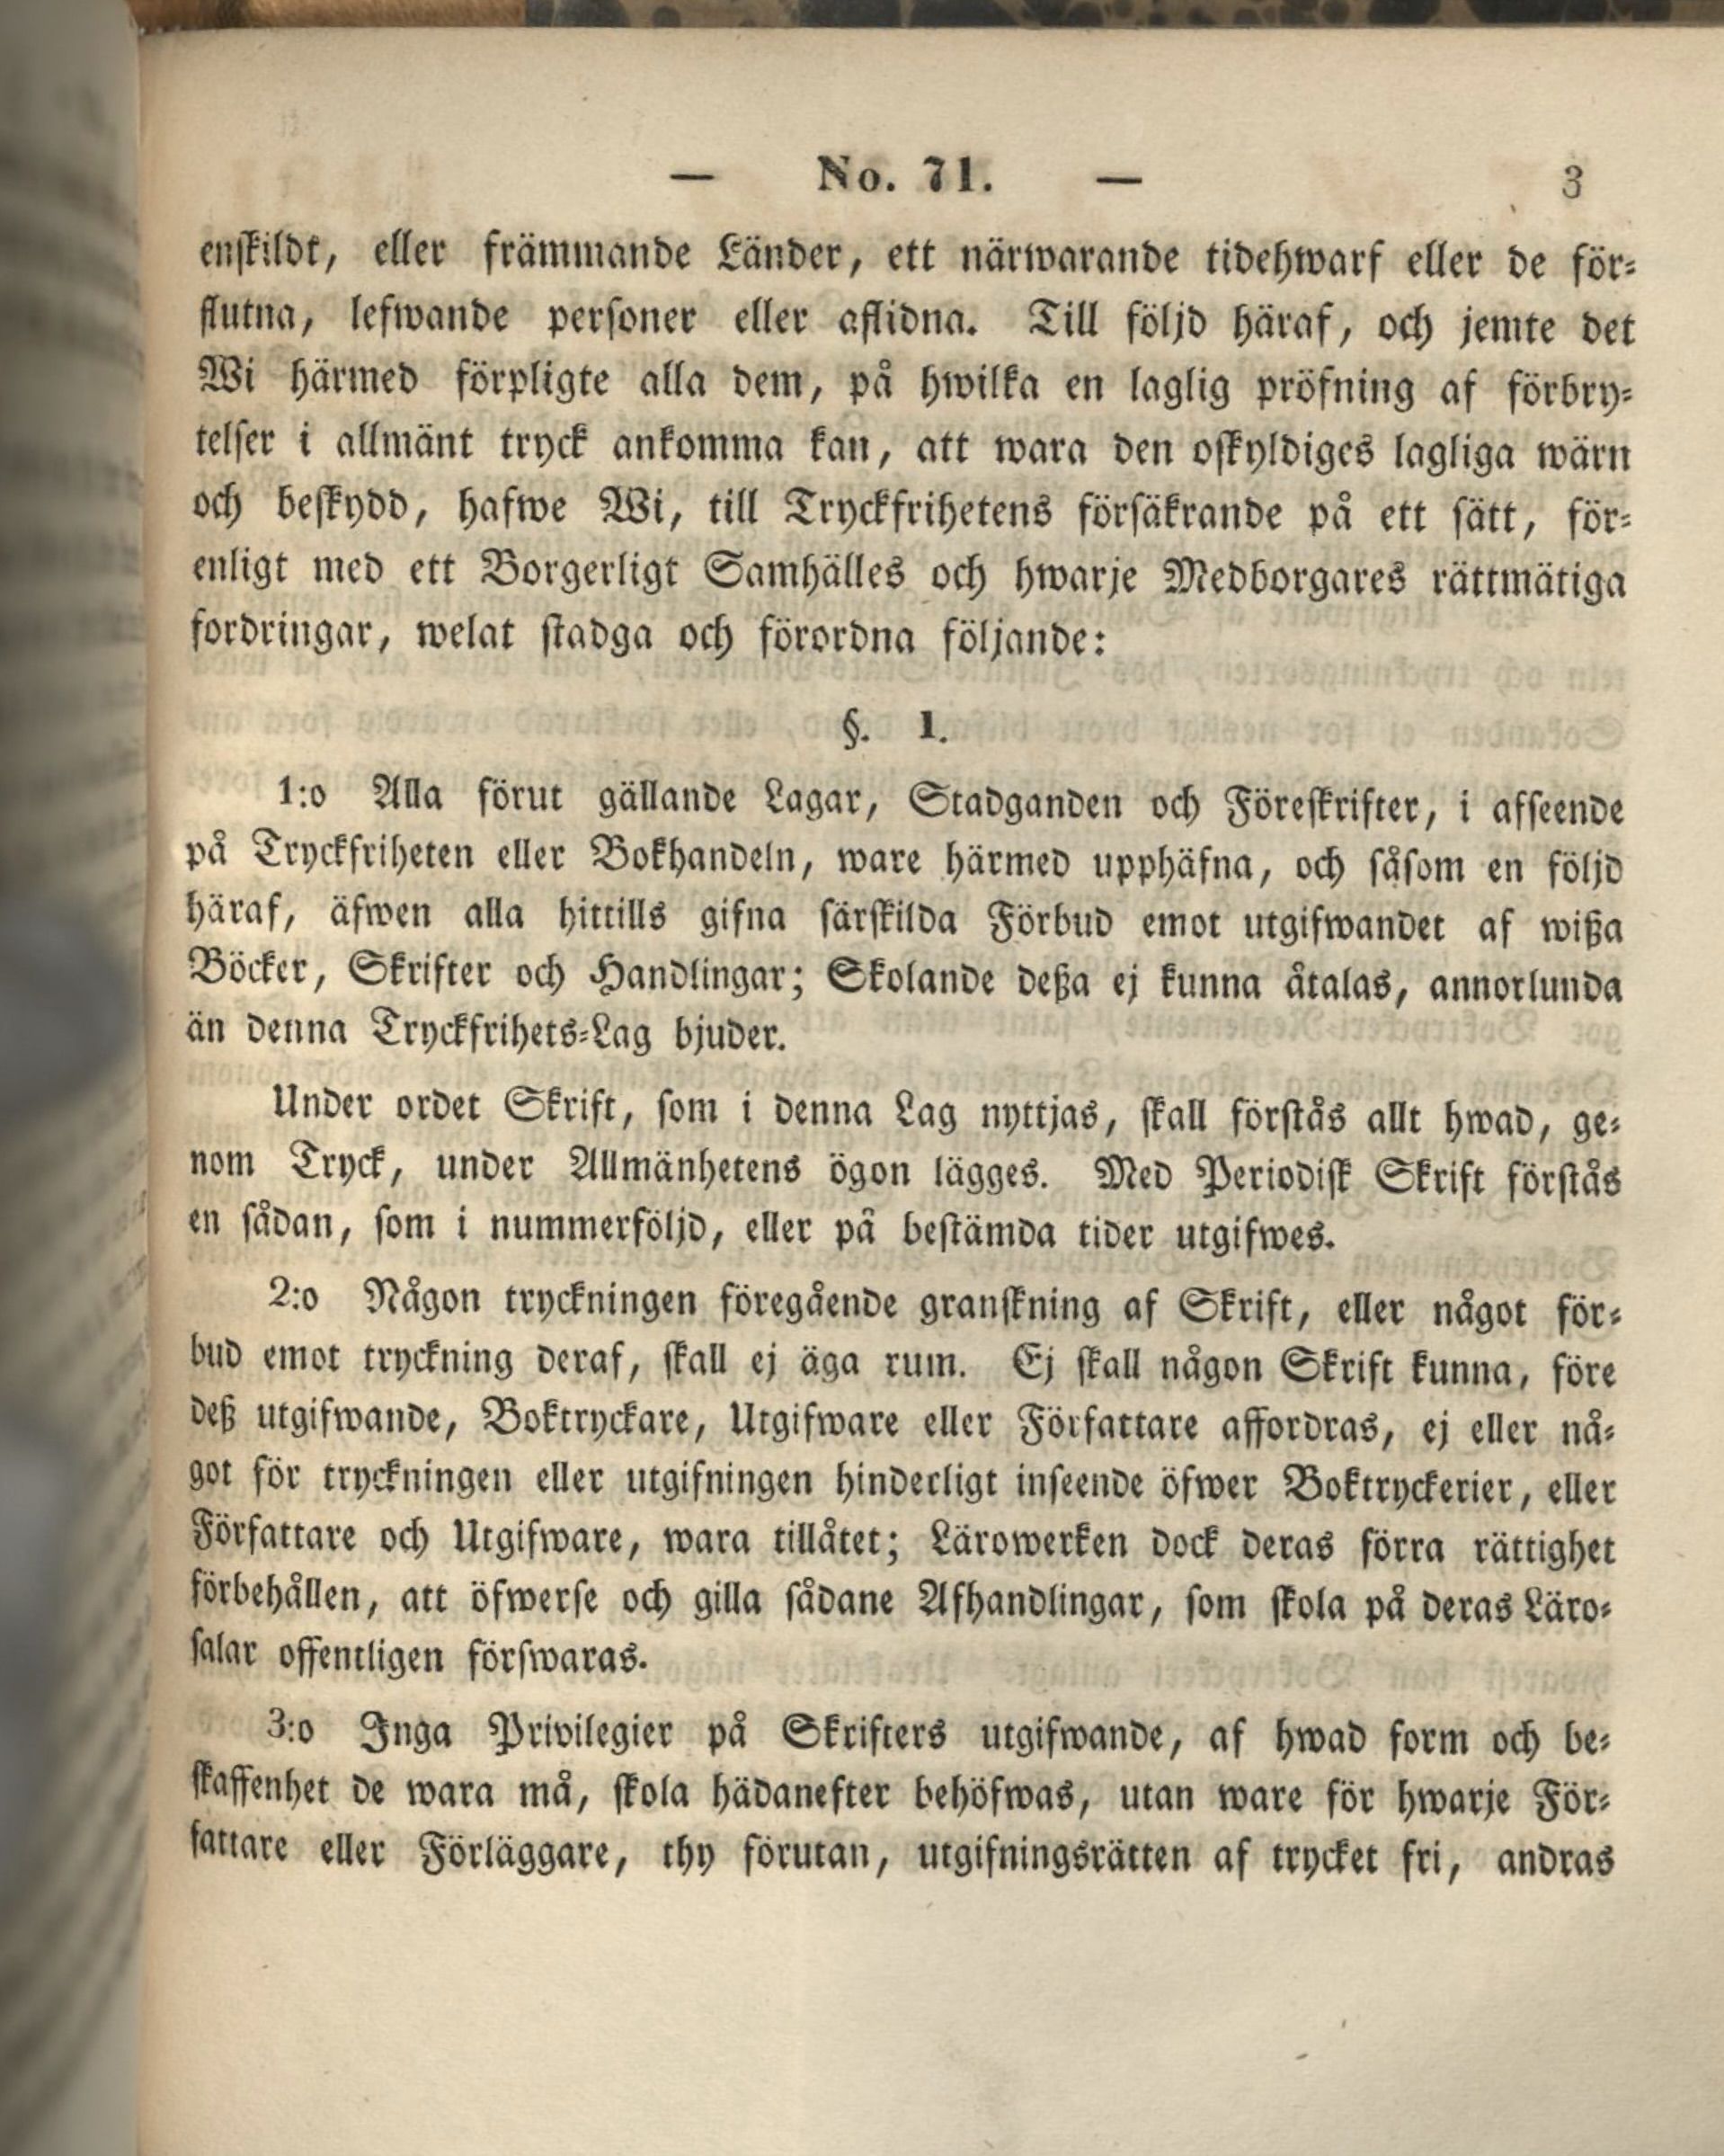 — No. 71. — 3
enskildt, eller främmande Länder, ett närwarande tidehwarf eller de för-
flutna, lefwande personer eller aflidna. Till följd häraf, och jemte det
Wi härmed förpligte alla dem, på hwilka en laglig pröfning af förbry-
telser i allmänt tryck ankomma kan, att wara den oskyldiges lagliga wärn
och beskydd, hafwe Wi, till Tryckfrihetens försäkrande på ett sätt, för-
enligt med ett Borgerligt Samhälles och hwarje Medborgares rättmätiga
fordringar, welat stadga och förordna följande:
§. 1.
1:o Alla förut gällande Lagar, Stadganden och Föreskrifter, i afseende
på Tryckfriheten eller Bokhandeln, ware härmed upphäfna, och såsom en följd
häraf, äfwen alla hittills gifna särskilda Förbud emot utgifwandet af wißa
Böcker, Skrifter och Handlingar; Skolande deßa ej kunna åtalas, annorlunda
än denna Tryckfrihets-Lag bjuder.
Under ordet Skrift, som i denna Lag nyttjas, skall förstås allt hwad, ge-
nom Tryck, under Allmänhetens ögon lägges. Med Periodisk Skrift förstås
en sådan, som i nummerföljd, eller på bestämda tider utgifwes.
2:o Någon tryckningen föregående granskning af Skrift, eller något för-
bud emot tryckning deraf, skall ej äga rum. Ej skall någon Skrift kunna, före
deß utgifwande, Boktryckare, Utgifware eller Författare affordras, ej eller nå-
got för tryckningen eller utgifningen hinderligt inseende öfwer Boktryckerier, eller
Författare och Utgifware, wara tillåtet; Lärowerken dock deras förra rättighet
förbehållen, att öfwerse och gilla sådane Afhandlingar, som skola på deras Läro-
salar offentligen förswaras.
3:o Inga Privilegier på Skrifters utgifwande, af hwad form och be-
skaffenhet de wara må, skola hädanefter behöfwas, utan ware för hwarje För-
fattare eller Förläggare, thy förutan, utgifningsrätten af trycket fri, andras